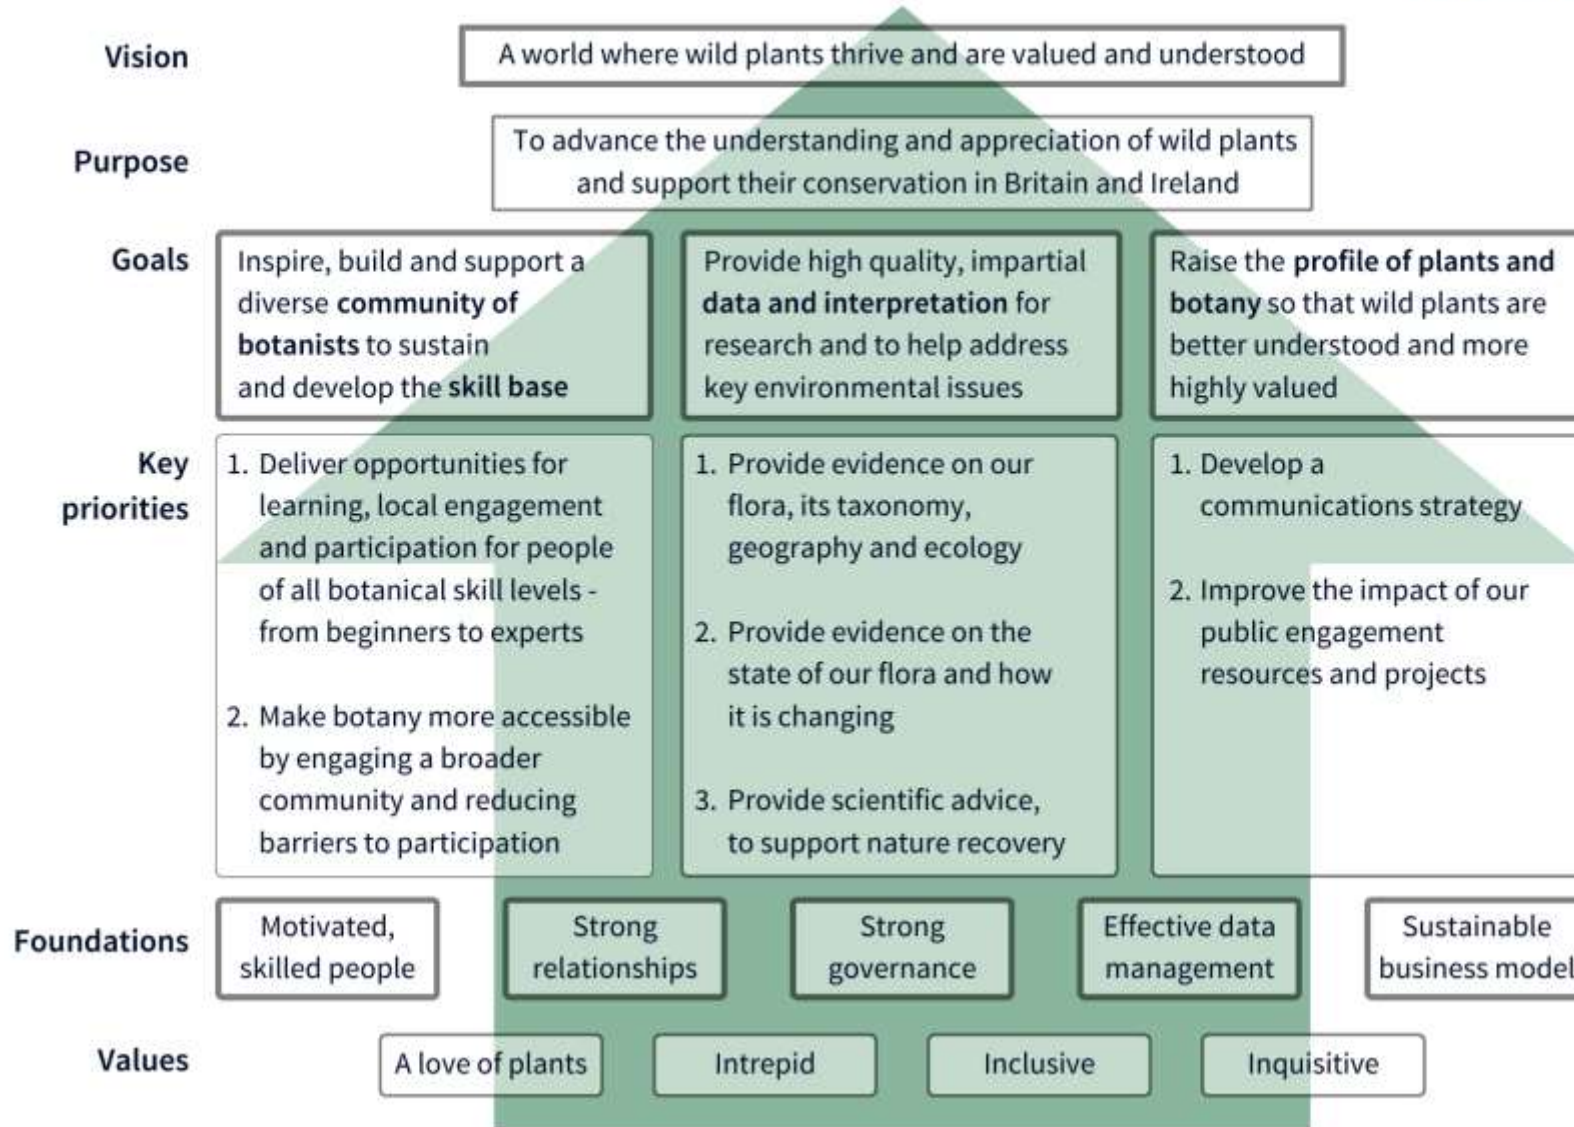 Vision
A world where wild plants thrive and are valued and understood
Purpose
To advance the understanding and appreciation of wild plants
and support their conservation in Britain and Ireland
Goals
Inspire, build and support a
diverse community of
botanists to sustain
and develop the skill base
Provide high quality, impartial
data and interpretation for
research and to help address
key environmental issues
Raise the profile of plants and
botany so that wild plants are
better understood and more
highly valued
Key
priorities
1. Deliver opportunities for
learning, local engagement
and participation for people
of all botanical skill levels -
from beginners to experts
2. Make botany more accessible
by engaging a broader
community and reducing
barriers to participation
1. Provide evidence on our
flora, its taxonomy,
geography and ecology
2. Provide evidence on the
state of our flora and how
it is changing
3. Provide scientific advice,
to support nature recovery
1. Develop a
communications strategy
2. Improve the impact of our
public engagement
resources and projects
Foundations
Motivated,
skilled people
Strong
relationships
Strong
governance
Effective data
management
Sustainable
business model
Values
A love of plants
Intrepid
Inclusive
Inquisitive